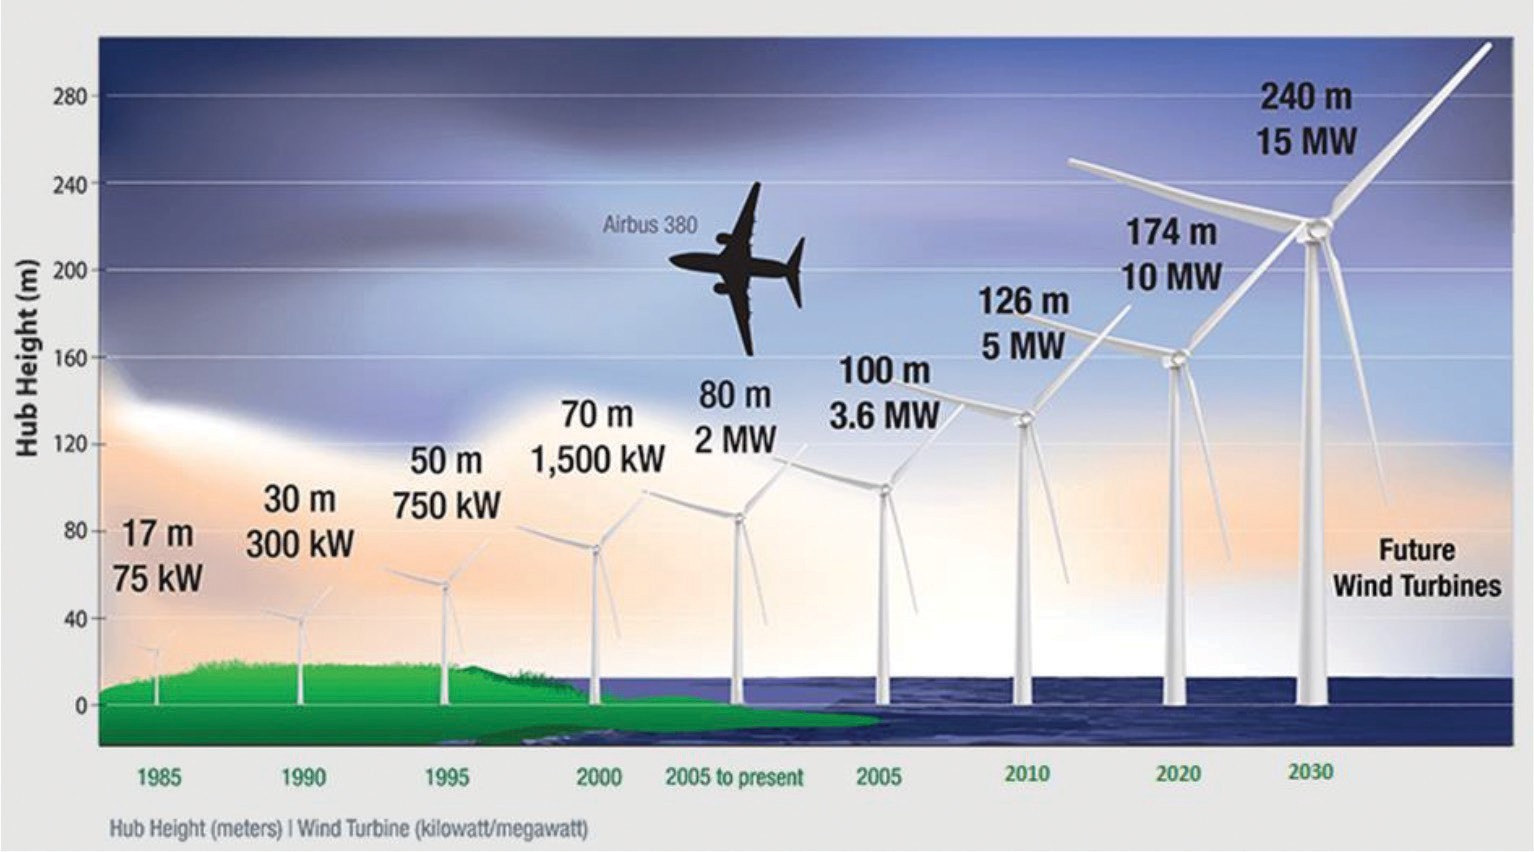 Hub Height (m)
280
240
200
160
120
80
40
0
17 m
75 kW
30 m
300 kW
50 m
750 kW
70 m
1,500 kW
Airbus 380
80 m
2 MW
100 m
3.6 MW
126 m
5 MW
174 m
10 MW
240 m
15 MW
Future
Wind Turbines
1985
1990
1995
2000
2005 to present
2005
2010
2020
2030
Hub Height (meters) | Wind Turbine (kilowatt/megawatt)